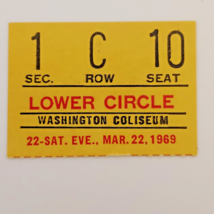 1 C 10
SEC. ROW SEAT
LOWER CIRCLE
WASHINGTON COLISEUM
22-SAT. EVE., MAR. 22, 1969